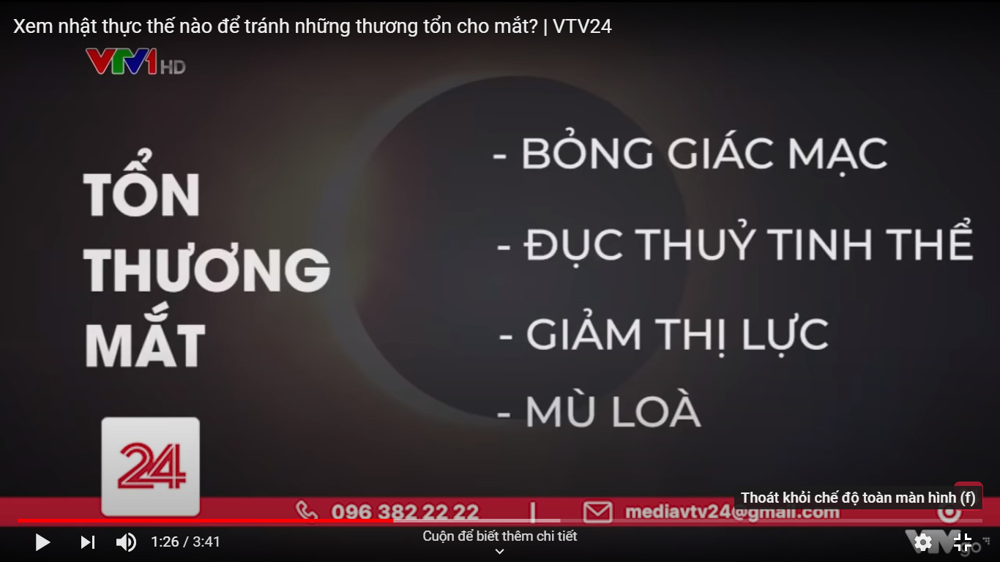 Xem nhật thực thế nào để tránh những thương tổn cho mắt? | VTV24
VTV1 HD
TỔN
THƯƠNG
MẮT
- BỎNG GIÁC MẠC
- ĐỤC THUỶ TINH THỂ
- GIẢM THỊ LỰC
- MÙ LOÀ
24
Thoát khỏi chế độ toàn màn hình (f)
096 382 22 22 | mediavtv24@gmail.com
1:26 / 3:41
Cuộn để biết thêm chi tiết
VTV go